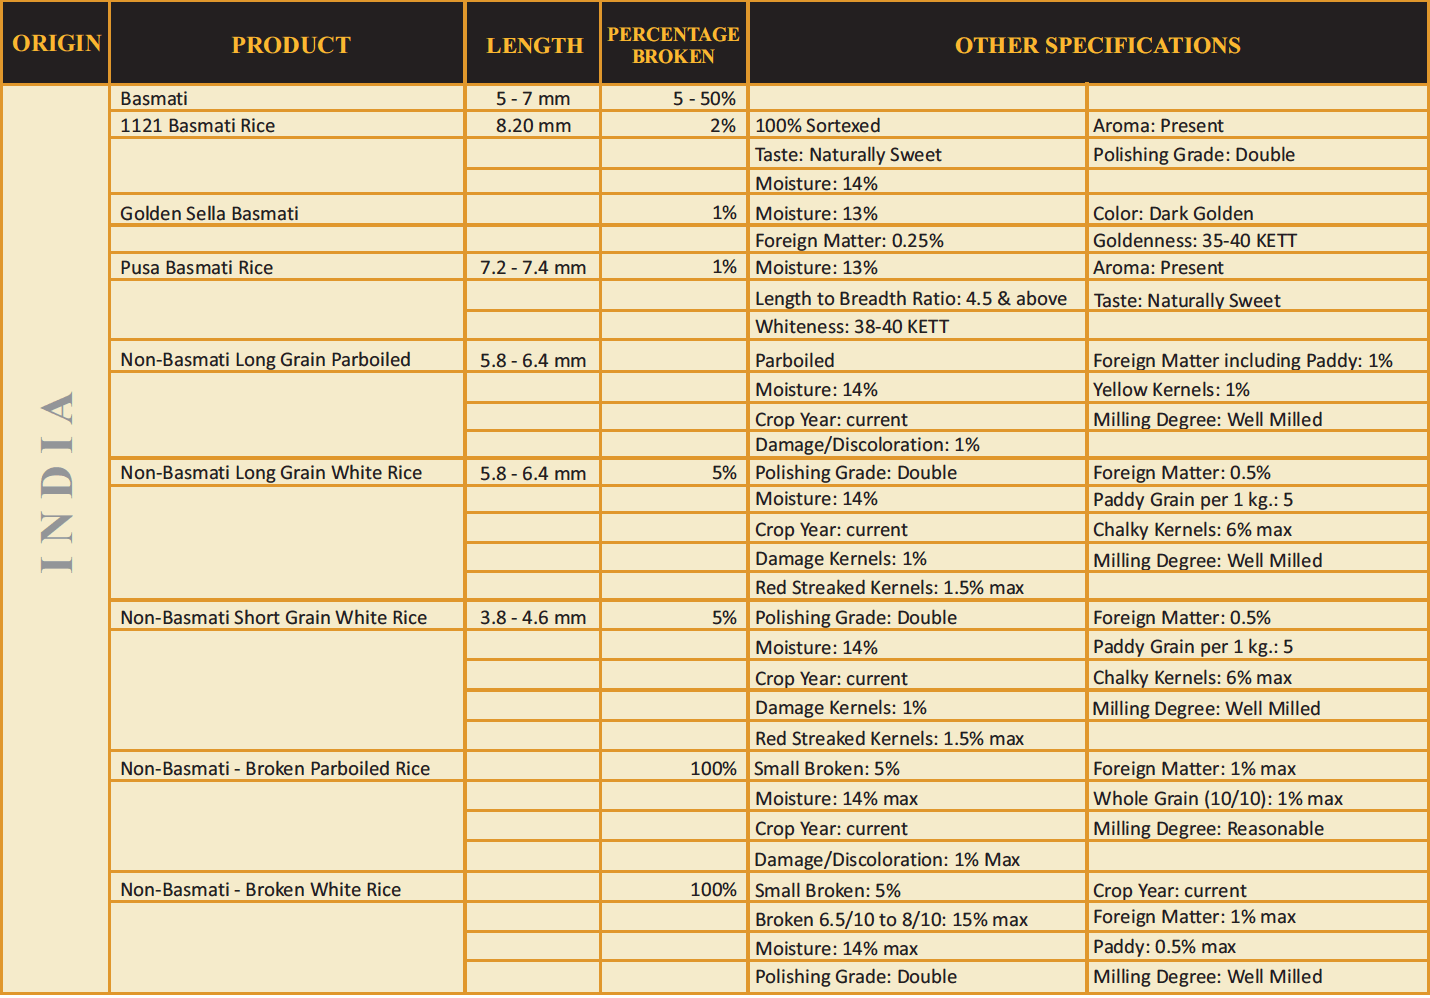 ORIGIN PRODUCT LENGTH PERCENTAGE BROKEN OTHER SPECIFICATIONS
INDIA
Basmati 5 - 7 mm 5 - 50%
1121 Basmati Rice 8.20 mm 2% 100% Sortexed Aroma: Present
Taste: Naturally Sweet Polishing Grade: Double
Moisture: 14%
Golden Sella Basmati 1% Moisture: 13% Color: Dark Golden
Foreign Matter: 0.25% Goldenness: 35-40 KETT
Pusa Basmati Rice 7.2 - 7.4 mm 1% Moisture: 13% Aroma: Present
Length to Breadth Ratio: 4.5 & above Taste: Naturally Sweet
Whiteness: 38-40 KETT
Non-Basmati Long Grain Parboiled 5.8 - 6.4 mm Parboiled Foreign Matter including Paddy: 1%
Moisture: 14% Yellow Kernels: 1%
Crop Year: current Milling Degree: Well Milled
Damage/Discoloration: 1%
Non-Basmati Long Grain White Rice 5.8 - 6.4 mm 5% Polishing Grade: Double Foreign Matter: 0.5%
Moisture: 14% Paddy Grain per 1 kg.: 5
Crop Year: current Chalky Kernels: 6% max
Damage Kernels: 1% Milling Degree: Well Milled
Red Streaked Kernels: 1.5% max
Non-Basmati Short Grain White Rice 3.8 - 4.6 mm 5% Polishing Grade: Double Foreign Matter: 0.5%
Moisture: 14% Paddy Grain per 1 kg.: 5
Crop Year: current Chalky Kernels: 6% max
Damage Kernels: 1% Milling Degree: Well Milled
Red Streaked Kernels: 1.5% max
Non-Basmati - Broken Parboiled Rice 100% Small Broken: 5% Foreign Matter: 1% max
Moisture: 14% max Whole Grain (10/10): 1% max
Crop Year: current Milling Degree: Reasonable
Damage/Discoloration: 1% Max
Non-Basmati - Broken White Rice 100% Small Broken: 5% Crop Year: current
Broken 6.5/10 to 8/10: 15% max Foreign Matter: 1% max
Moisture: 14% max Paddy: 0.5% max
Polishing Grade: Double Milling Degree: Well Milled